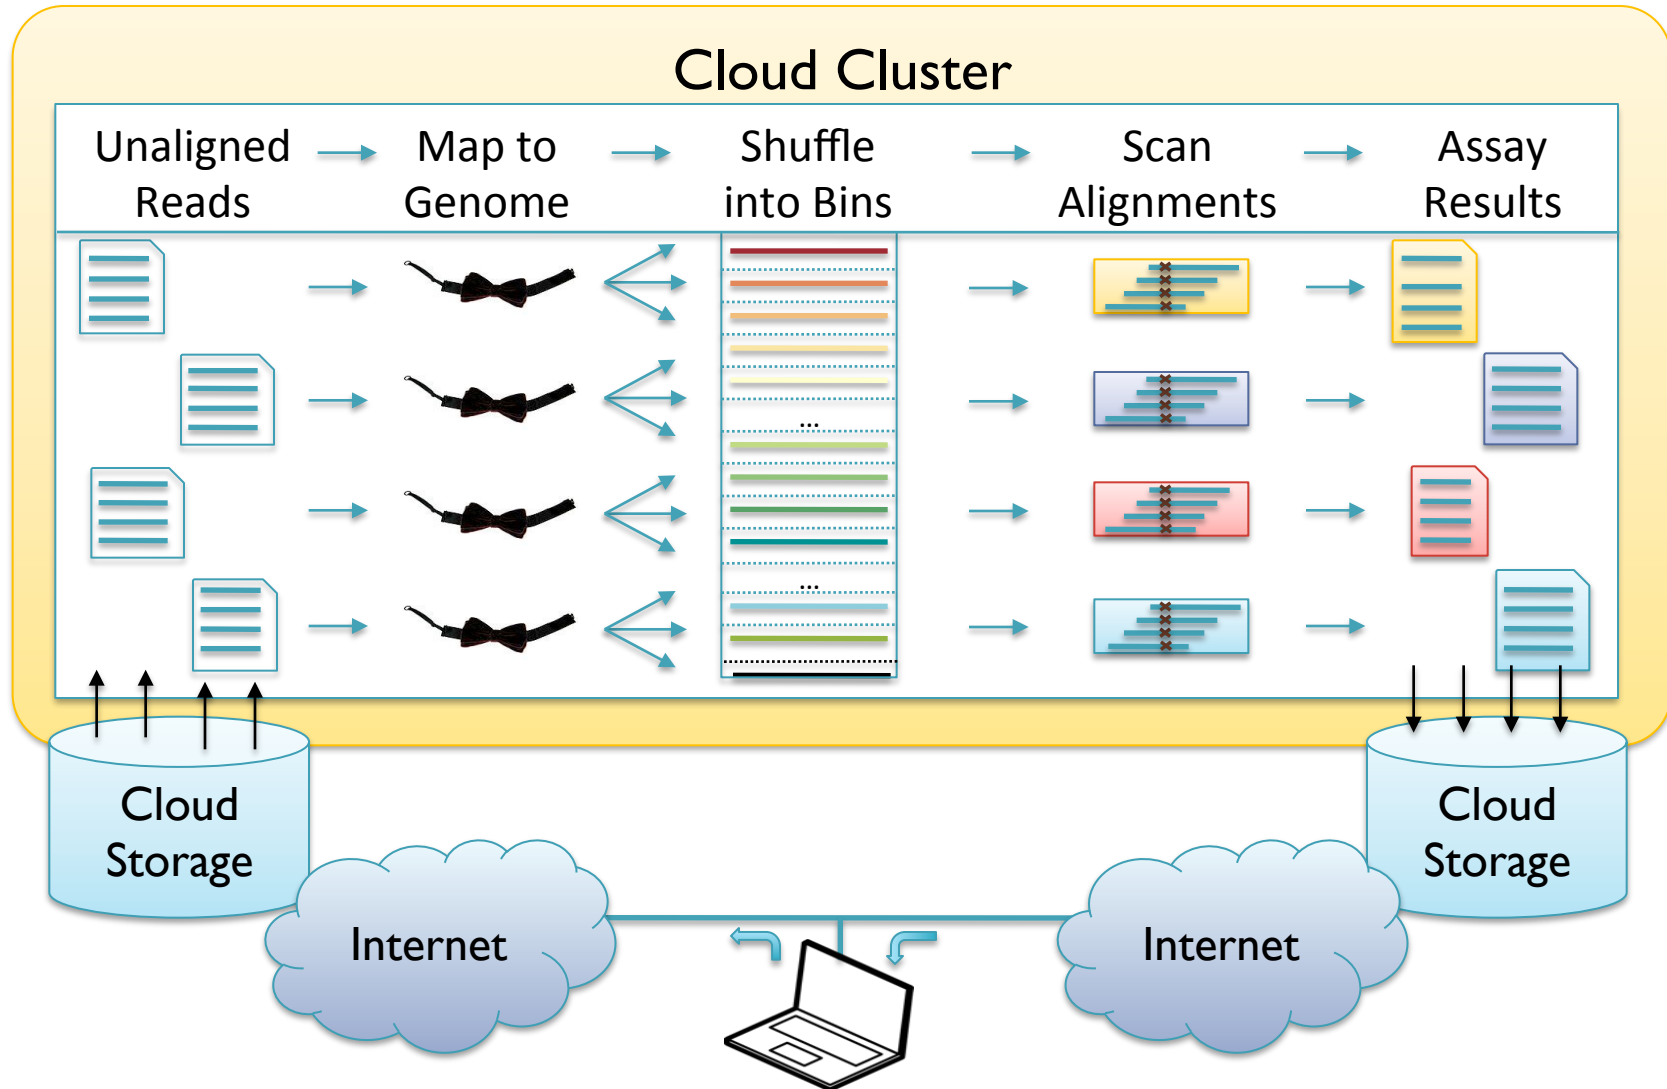 Cloud Cluster
Unaligned
Reads
Map to
Genome
Shuffle
into Bins
Scan
Alignments
Assay
Results
...
...
Cloud
Storage
Cloud
Storage
Internet
Internet